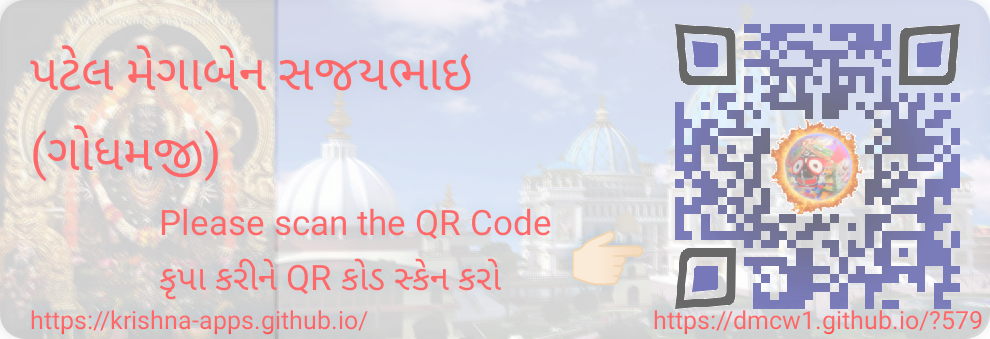 પટેલ મેગાબેન સજયભાઇ
(ગોધમજી)
Please scan the QR Code
કૃપા કરીને QR કોડ સ્કેન કરો
https://krishna-apps.github.io/
https://dmcw1.github.io/?579